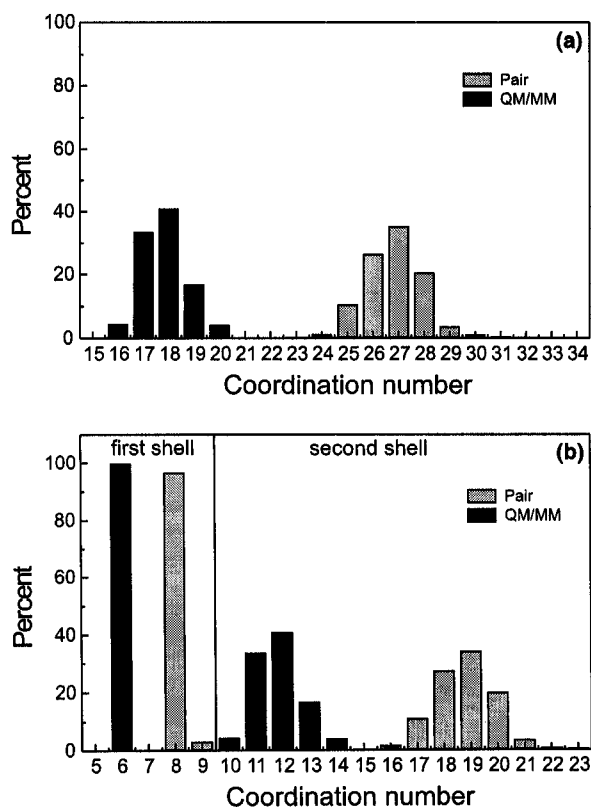 (a)
100
80
60
40
20
0
Percent
Pair
QM/MM
15 16 17 18 19 20 21 22 23 24 25 26 27 28 29 30 31 32 33 34
Coordination number
first shell second shell (b)
100
80
60
40
20
0
Percent
Pair
QM/MM
5 6 7 8 9 10 11 12 13 14 15 16 17 18 19 20 21 22 23
Coordination number